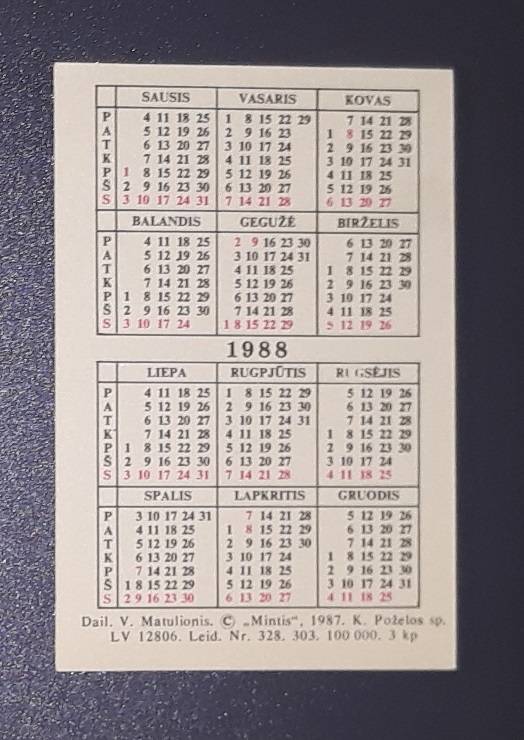 SAUSIS VASARIS KOVAS
P 4 11 18 25 1 8 15 22 29 7 14 21 28
A 5 12 19 26 2 9 16 23 1 8 15 22 29
T 6 13 20 27 3 10 17 24 2 9 16 23 30
K 7 14 21 28 4 11 18 25 3 10 17 24 31
P 1 8 15 22 29 5 12 19 26 4 11 18 25
Š 2 9 16 23 30 6 13 20 27 5 12 19 26
S 3 10 17 24 31 7 14 21 28 6 13 20 27
BALANDIS GEGUŽĖ BIRŽELIS
P 4 11 18 25 2 9 16 23 30 6 13 20 27
A 5 12 19 26 3 10 17 24 31 7 14 21 28
T 6 13 20 27 4 11 18 25 1 8 15 22 29
K 7 14 21 28 5 12 19 26 2 9 16 23 30
P 1 8 15 22 29 6 13 20 27 3 10 17 24
Š 2 9 16 23 30 7 14 21 28 4 11 18 25
S 3 10 17 24 1 8 15 22 29 5 12 19 26
1988
LIEPA RUGPJŪTIS RUGSĖJIS
P 4 11 18 25 1 8 15 22 29 5 12 19 26
A 5 12 19 26 2 9 16 23 30 6 13 20 27
T 6 13 20 27 3 10 17 24 31 7 14 21 28
K 7 14 21 28 4 11 18 25 1 8 15 22 29
P 1 8 15 22 29 5 12 19 26 2 9 16 23 30
Š 2 9 16 23 30 6 13 20 27 3 10 17 24
S 3 10 17 24 31 7 14 21 28 4 11 18 25
SPALIS LAPKRITIS GRUODIS
P 3 10 17 24 31 7 14 21 28 5 12 19 26
A 4 11 18 25 1 8 15 22 29 6 13 20 27
T 5 12 19 26 2 9 16 23 30 7 14 21 28
K 6 13 20 27 3 10 17 24 1 8 15 22 29
P 7 14 21 28 4 11 18 25 2 9 16 23 30
Š 1 8 15 22 29 5 12 19 26 3 10 17 24 31
S 2 9 16 23 30 6 13 20 27 4 11 18 25
Dail. V. Matulionis. © „Mintis“, 1987. K. Poželos sp.
LV 12806. Leid. Nr. 328. 303. 100 000. 3 kp